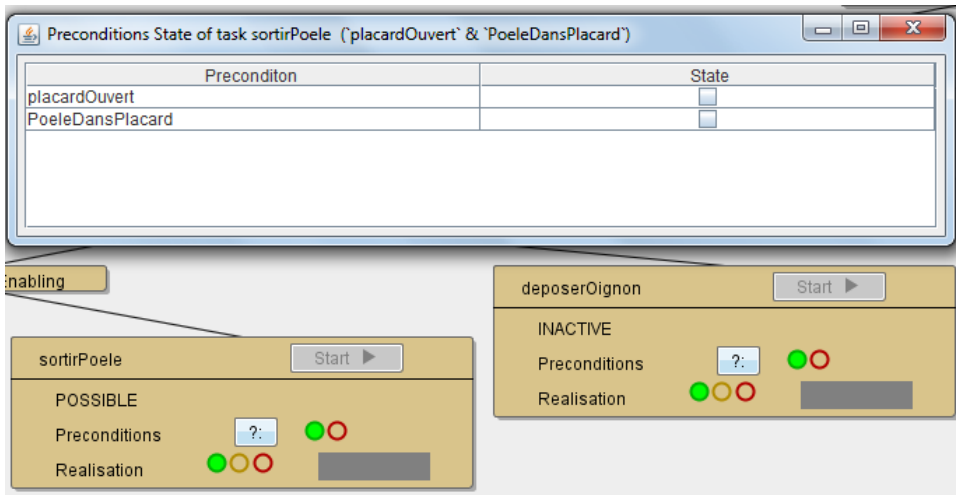 Preconditions State of task sortirPoele (`placardOuvert` & `PoeleDansPlacard`)
Preconditon State
placardOuvert
PoeleDansPlacard
Enabling
deposerOignon Start
INACTIVE
Preconditions ?:
Realisation
sortirPoele Start
POSSIBLE
Preconditions ?:
Realisation